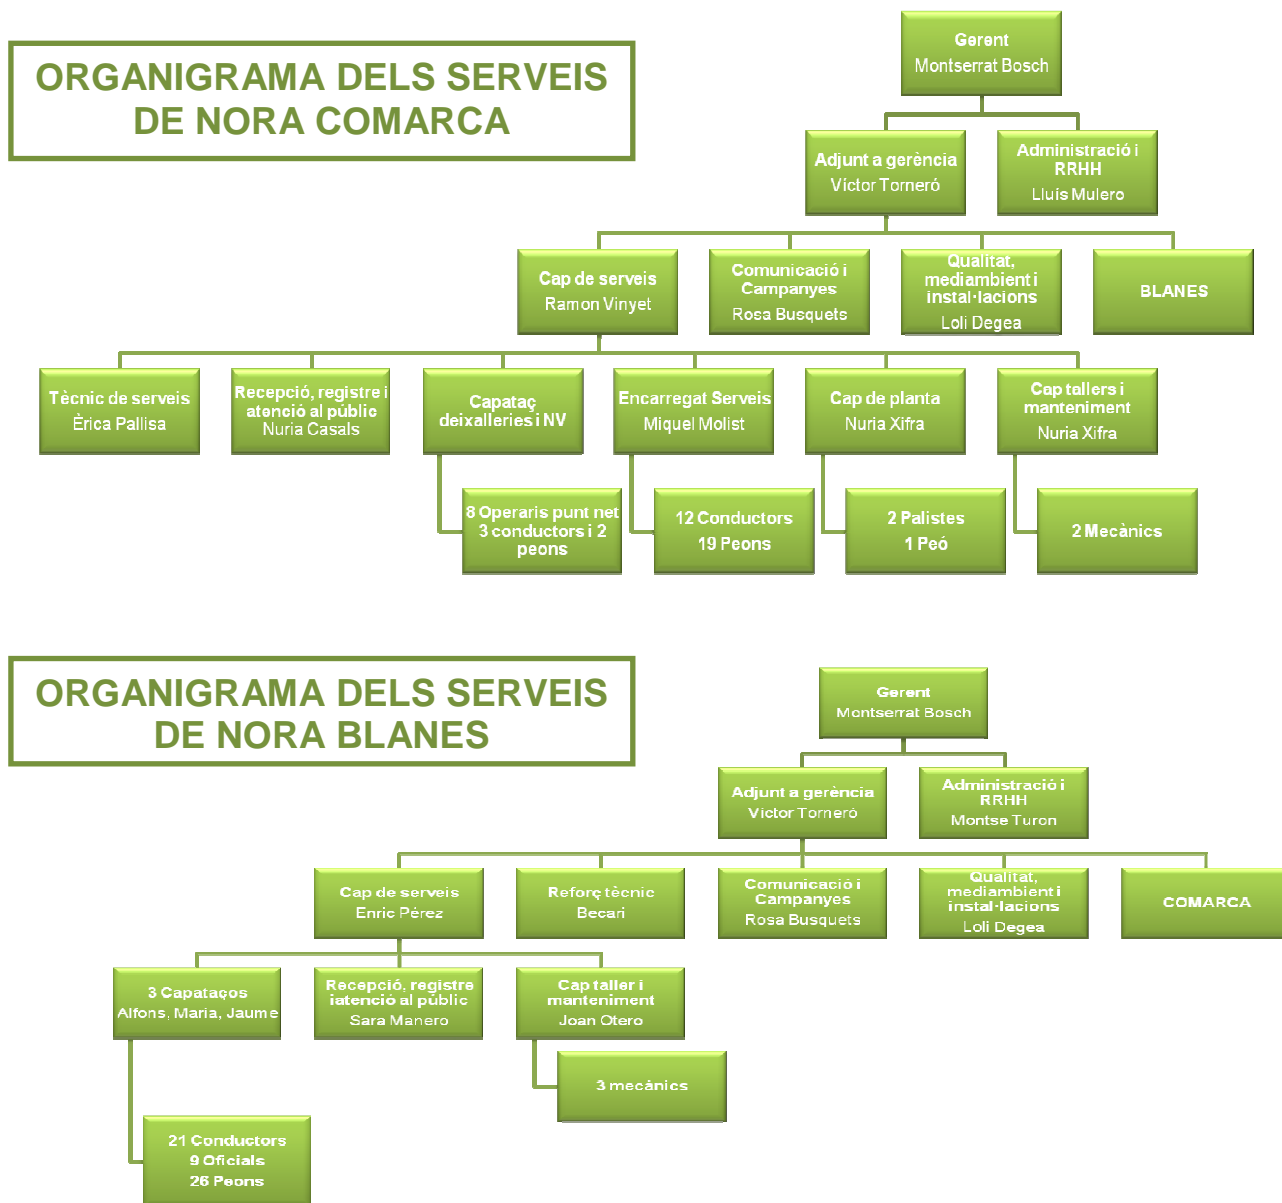 ORGANIGRAMA DELS SERVEIS
DE NORA COMARCA
Gerent
Montserrat Bosch
Adjunt a gerència
Víctor Torneró
Administració i
RRHH
Lluís Mulero
Cap de serveis
Ramon Vinyet
Comunicació i
Campanyes
Rosa Busquets
Qualitat,
mediambient i
instal·lacions
Loli Degea
BLANES
Tècnic de serveis
Èrica Pallisa
Recepció, registre i
atenció al públic
Nuria Casals
Capataç
deixalleries i NV
Encarregat Serveis
Miquel Molist
Cap de planta
Nuria Xifra
Cap tallers i
manteniment
Nuria Xifra
8 Operaris punt net
3 conductors i 2
peons
12 Conductors
19 Peons
2 Palistes
1 Peó
2 Mecànics
ORGANIGRAMA DELS SERVEIS
DE NORA BLANES
Gerent
Montserrat Bosch
Adjunt a gerència
Víctor Torneró
Administració i
RRHH
Montse Turon
Cap de serveis
Enric Pérez
Reforç tècnic
Becari
Comunicació i
Campanyes
Rosa Busquets
Qualitat,
mediambient i
instal·lacions
Loli Degea
COMARCA
3 Capataços
Alfons, Maria, Jaume
Recepció, registre
iatenció al públic
Sara Manero
Cap taller i
manteniment
Joan Otero
3 mecànics
21 Conductors
9 Oficials
26 Peons